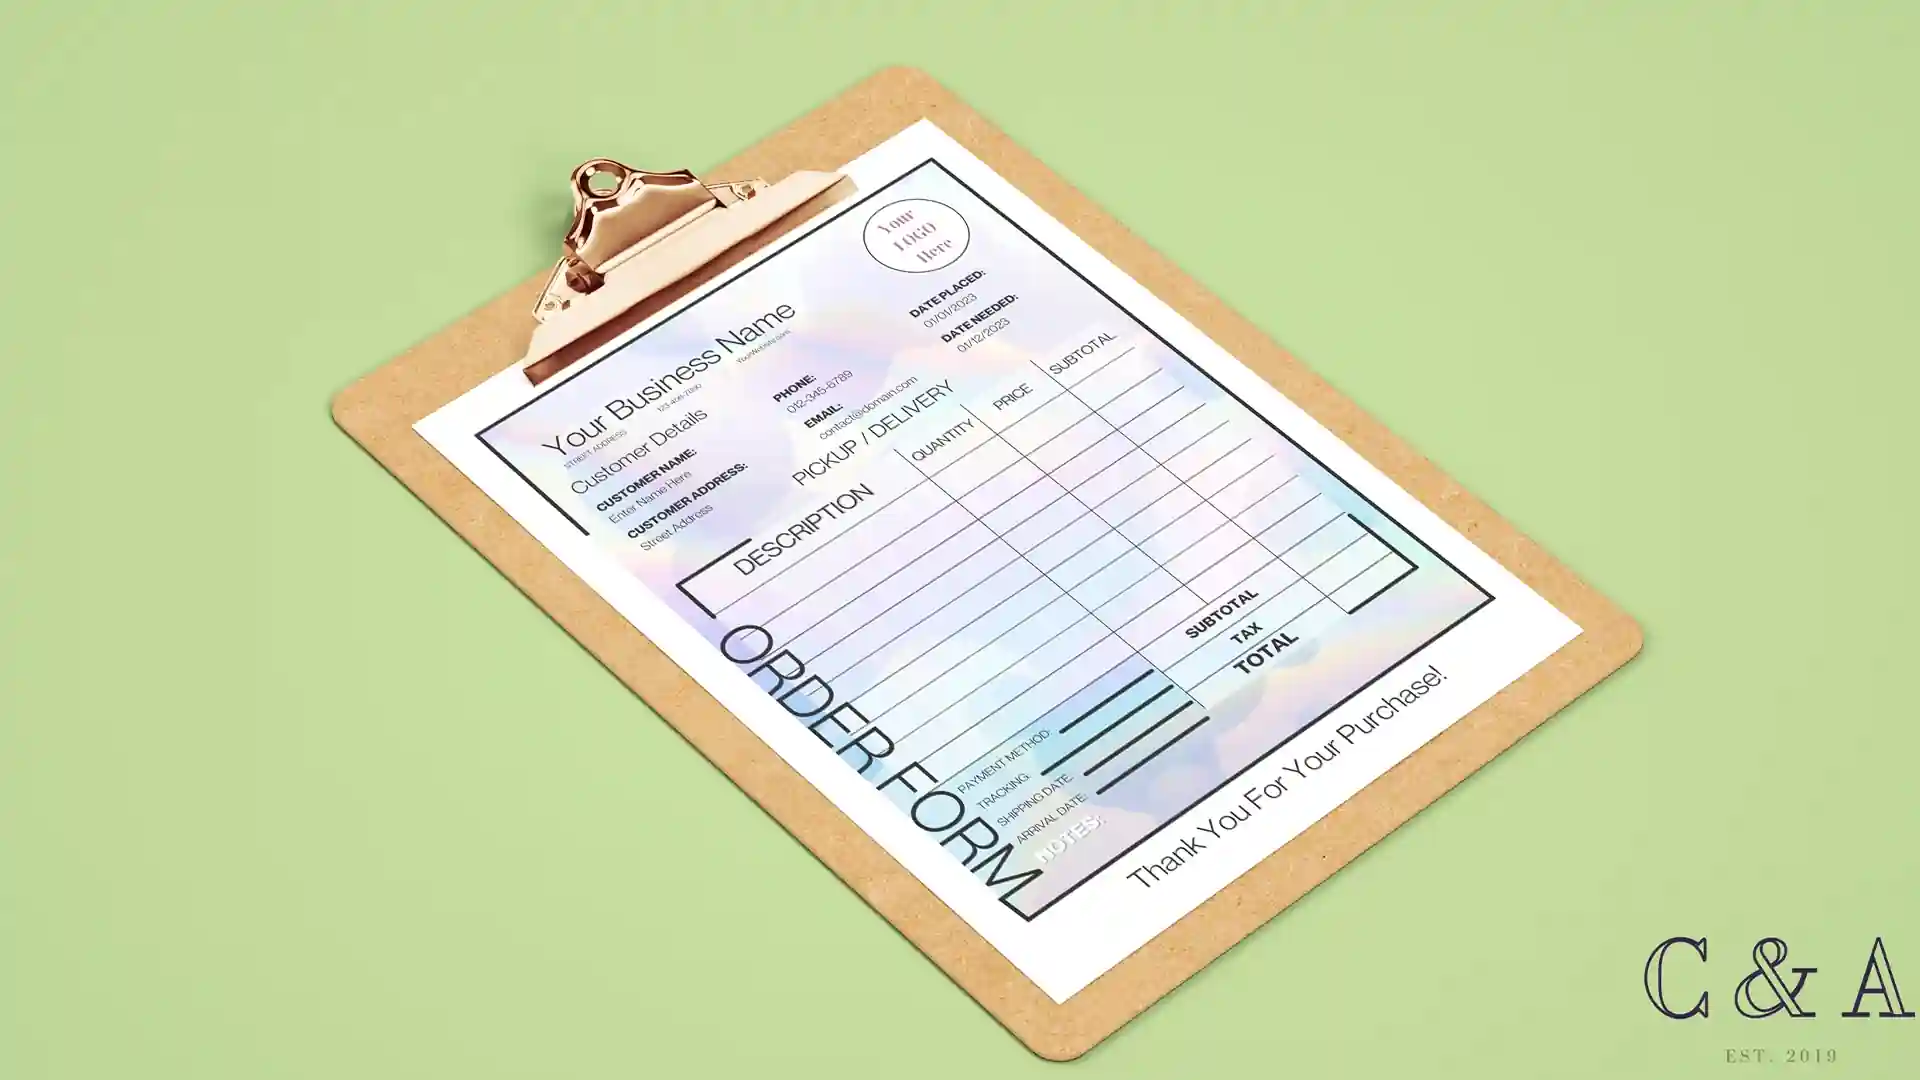 Your
LOGO
Here
Your Business Name
STREET ADDRESS
123-456-7890
YourWebsite.com
DATE PLACED:
01/01/2023
DATE NEEDED:
01/12/2023
Customer Details
CUSTOMER NAME:
Enter Name Here
CUSTOMER ADDRESS:
Street Address
PHONE:
012-345-6789
EMAIL:
contact@domain.com
PICKUP / DELIVERY
DESCRIPTION
QUANTITY
PRICE
SUBTOTAL
SUBTOTAL
TAX
TOTAL
ORDER FORM
PAYMENT METHOD:
TRACKING:
SHIPPING DATE:
ARRIVAL DATE:
NOTES:
Thank You For Your Purchase!
C & A
EST. 2019